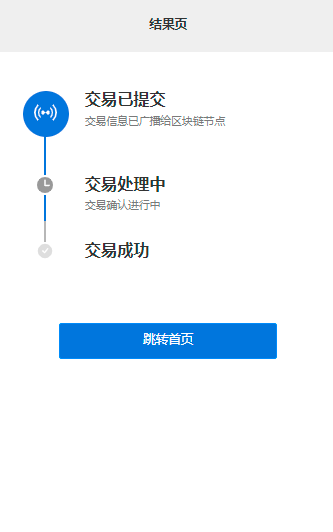 结果页
交易已提交
交易信息已广播给区块链节点
交易处理中
交易确认进行中
交易成功
跳转首页